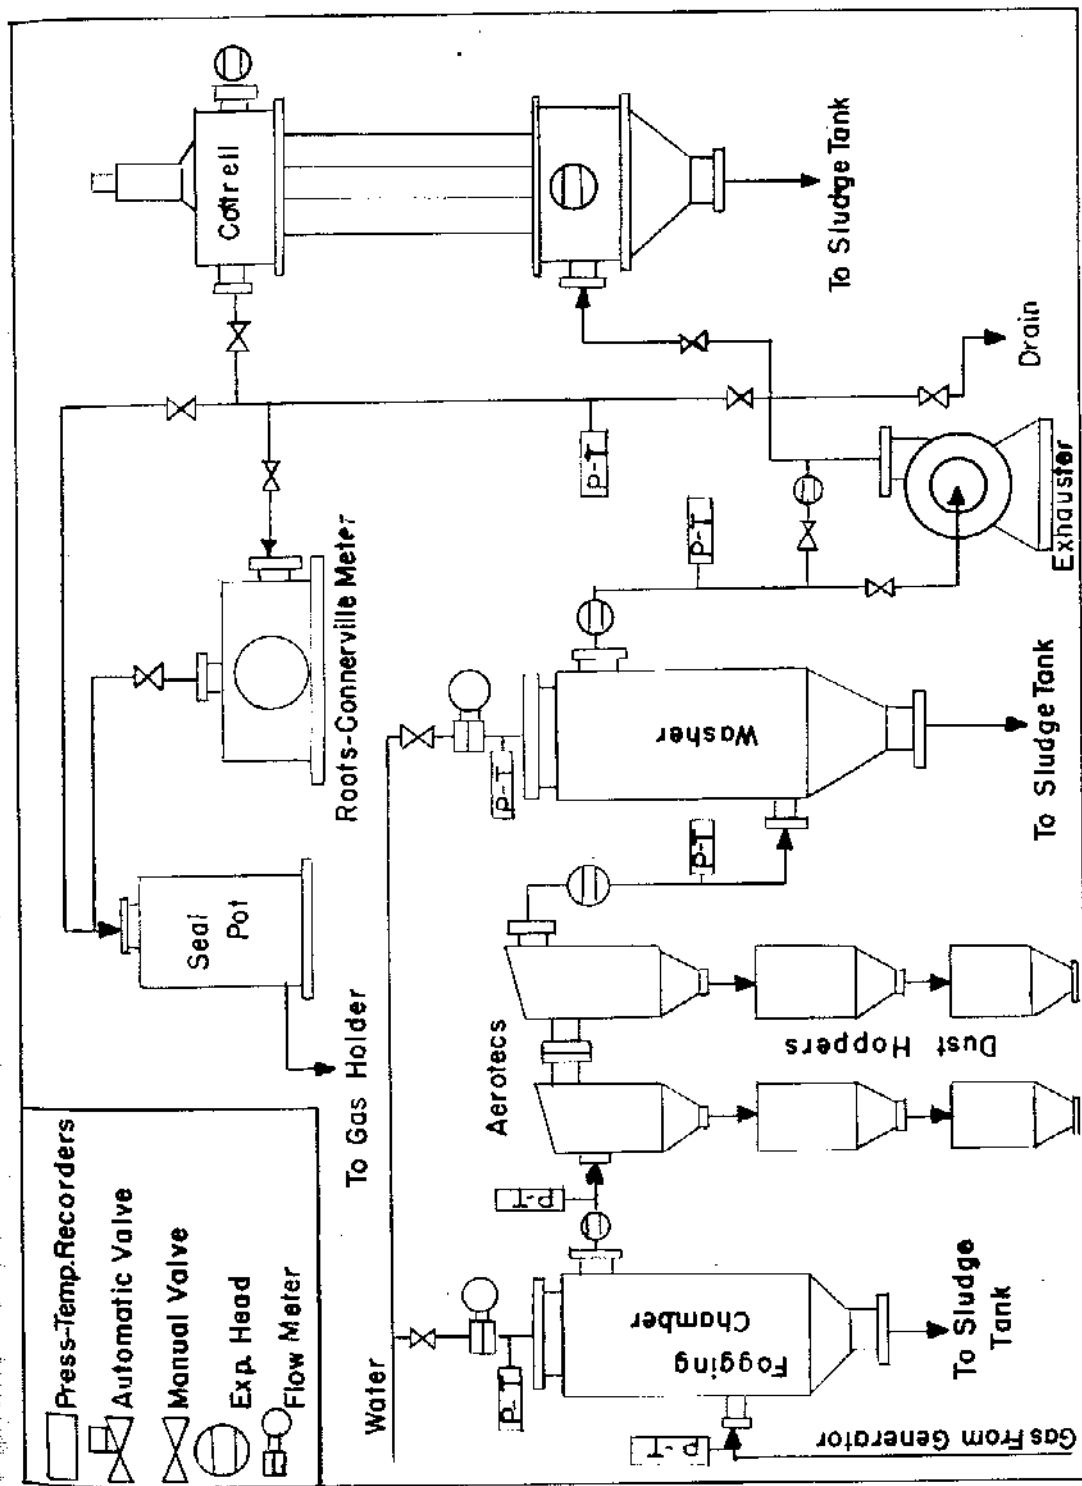 Press-Temp. Recorders
Automatic Valve
Manual Valve
Exp. Head
Flow Meter
Seal
Pot
To Gas Holder
Roots-Connerville Meter
Cottrell
To Sludge Tank
Drain
Exhauster
P-T
P-T
Water
P-T
Washer
To Sludge Tank
P-T
Aerotecs
Dust Hoppers
P-T
P-T
Fogging
Chamber
To Sludge
Tank
P-T
Gas From Generator